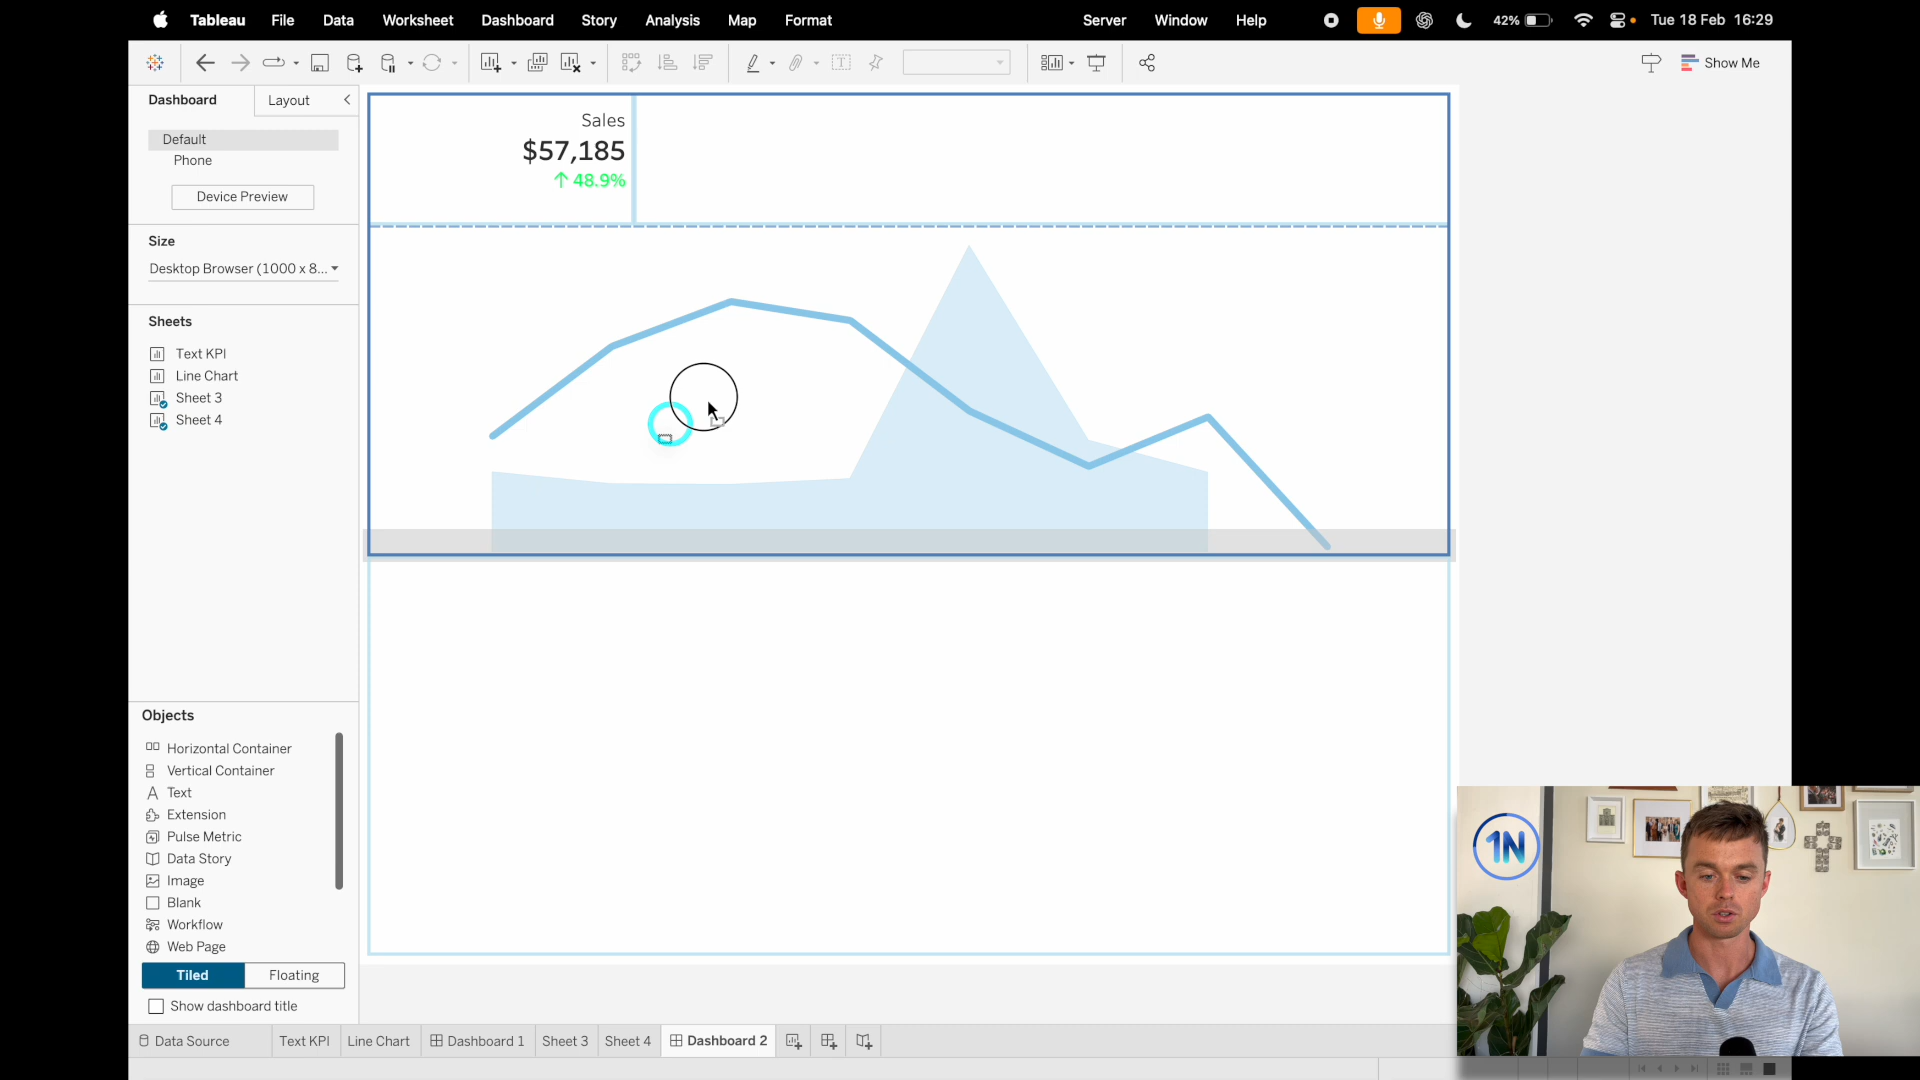 Tableau File Data Worksheet Dashboard Story Analysis Map Format Server Window Help 42% Tue 18 Feb 16:29
Show Me
Dashboard Layout
Default
Phone
Device Preview
Size
Desktop Browser (1000 x 8...
Sheets
Text KPI
Line Chart
Sheet 3
Sheet 4
Sales
$57,185
↑ 48.9%
Objects
Horizontal Container
Vertical Container
Text
Extension
Pulse Metric
Data Story
Image
Blank
Workflow
Web Page
Tiled Floating
Show dashboard title
Data Source Text KPI Line Chart Dashboard 1 Sheet 3 Sheet 4 Dashboard 2
1N